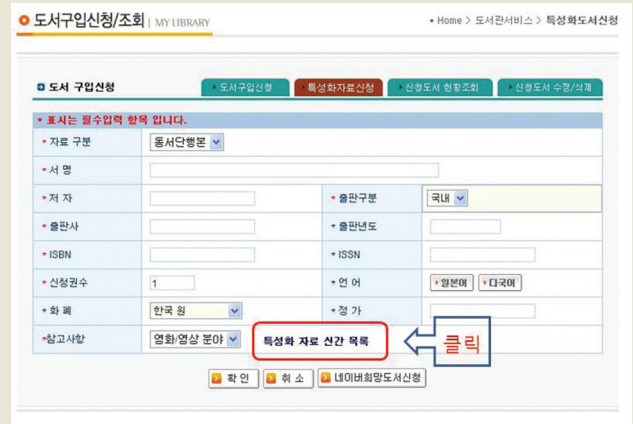 도서구입신청/조회 | MY LIBRARY
• Home > 도서관서비스 > 특성화도서신청
도서 구입신청
도서구입신청 특성화자료신청 신청도서 현황조회 신청도서 수정/삭제
* 표시는 필수입력 항목 입니다.
* 자료 구분 동서단행본
* 서 명
* 저 자 * 출판구분 국내
* 출판사 * 출판년도
* ISBN * ISSN
* 신청권수 1 * 언 어 일본어 다국어
* 화 폐 한국 원 * 정 가
*참고사항 영화/영상 분야 특성화 자료 신간 목록 클릭
확 인 취 소 네이버희망도서신청